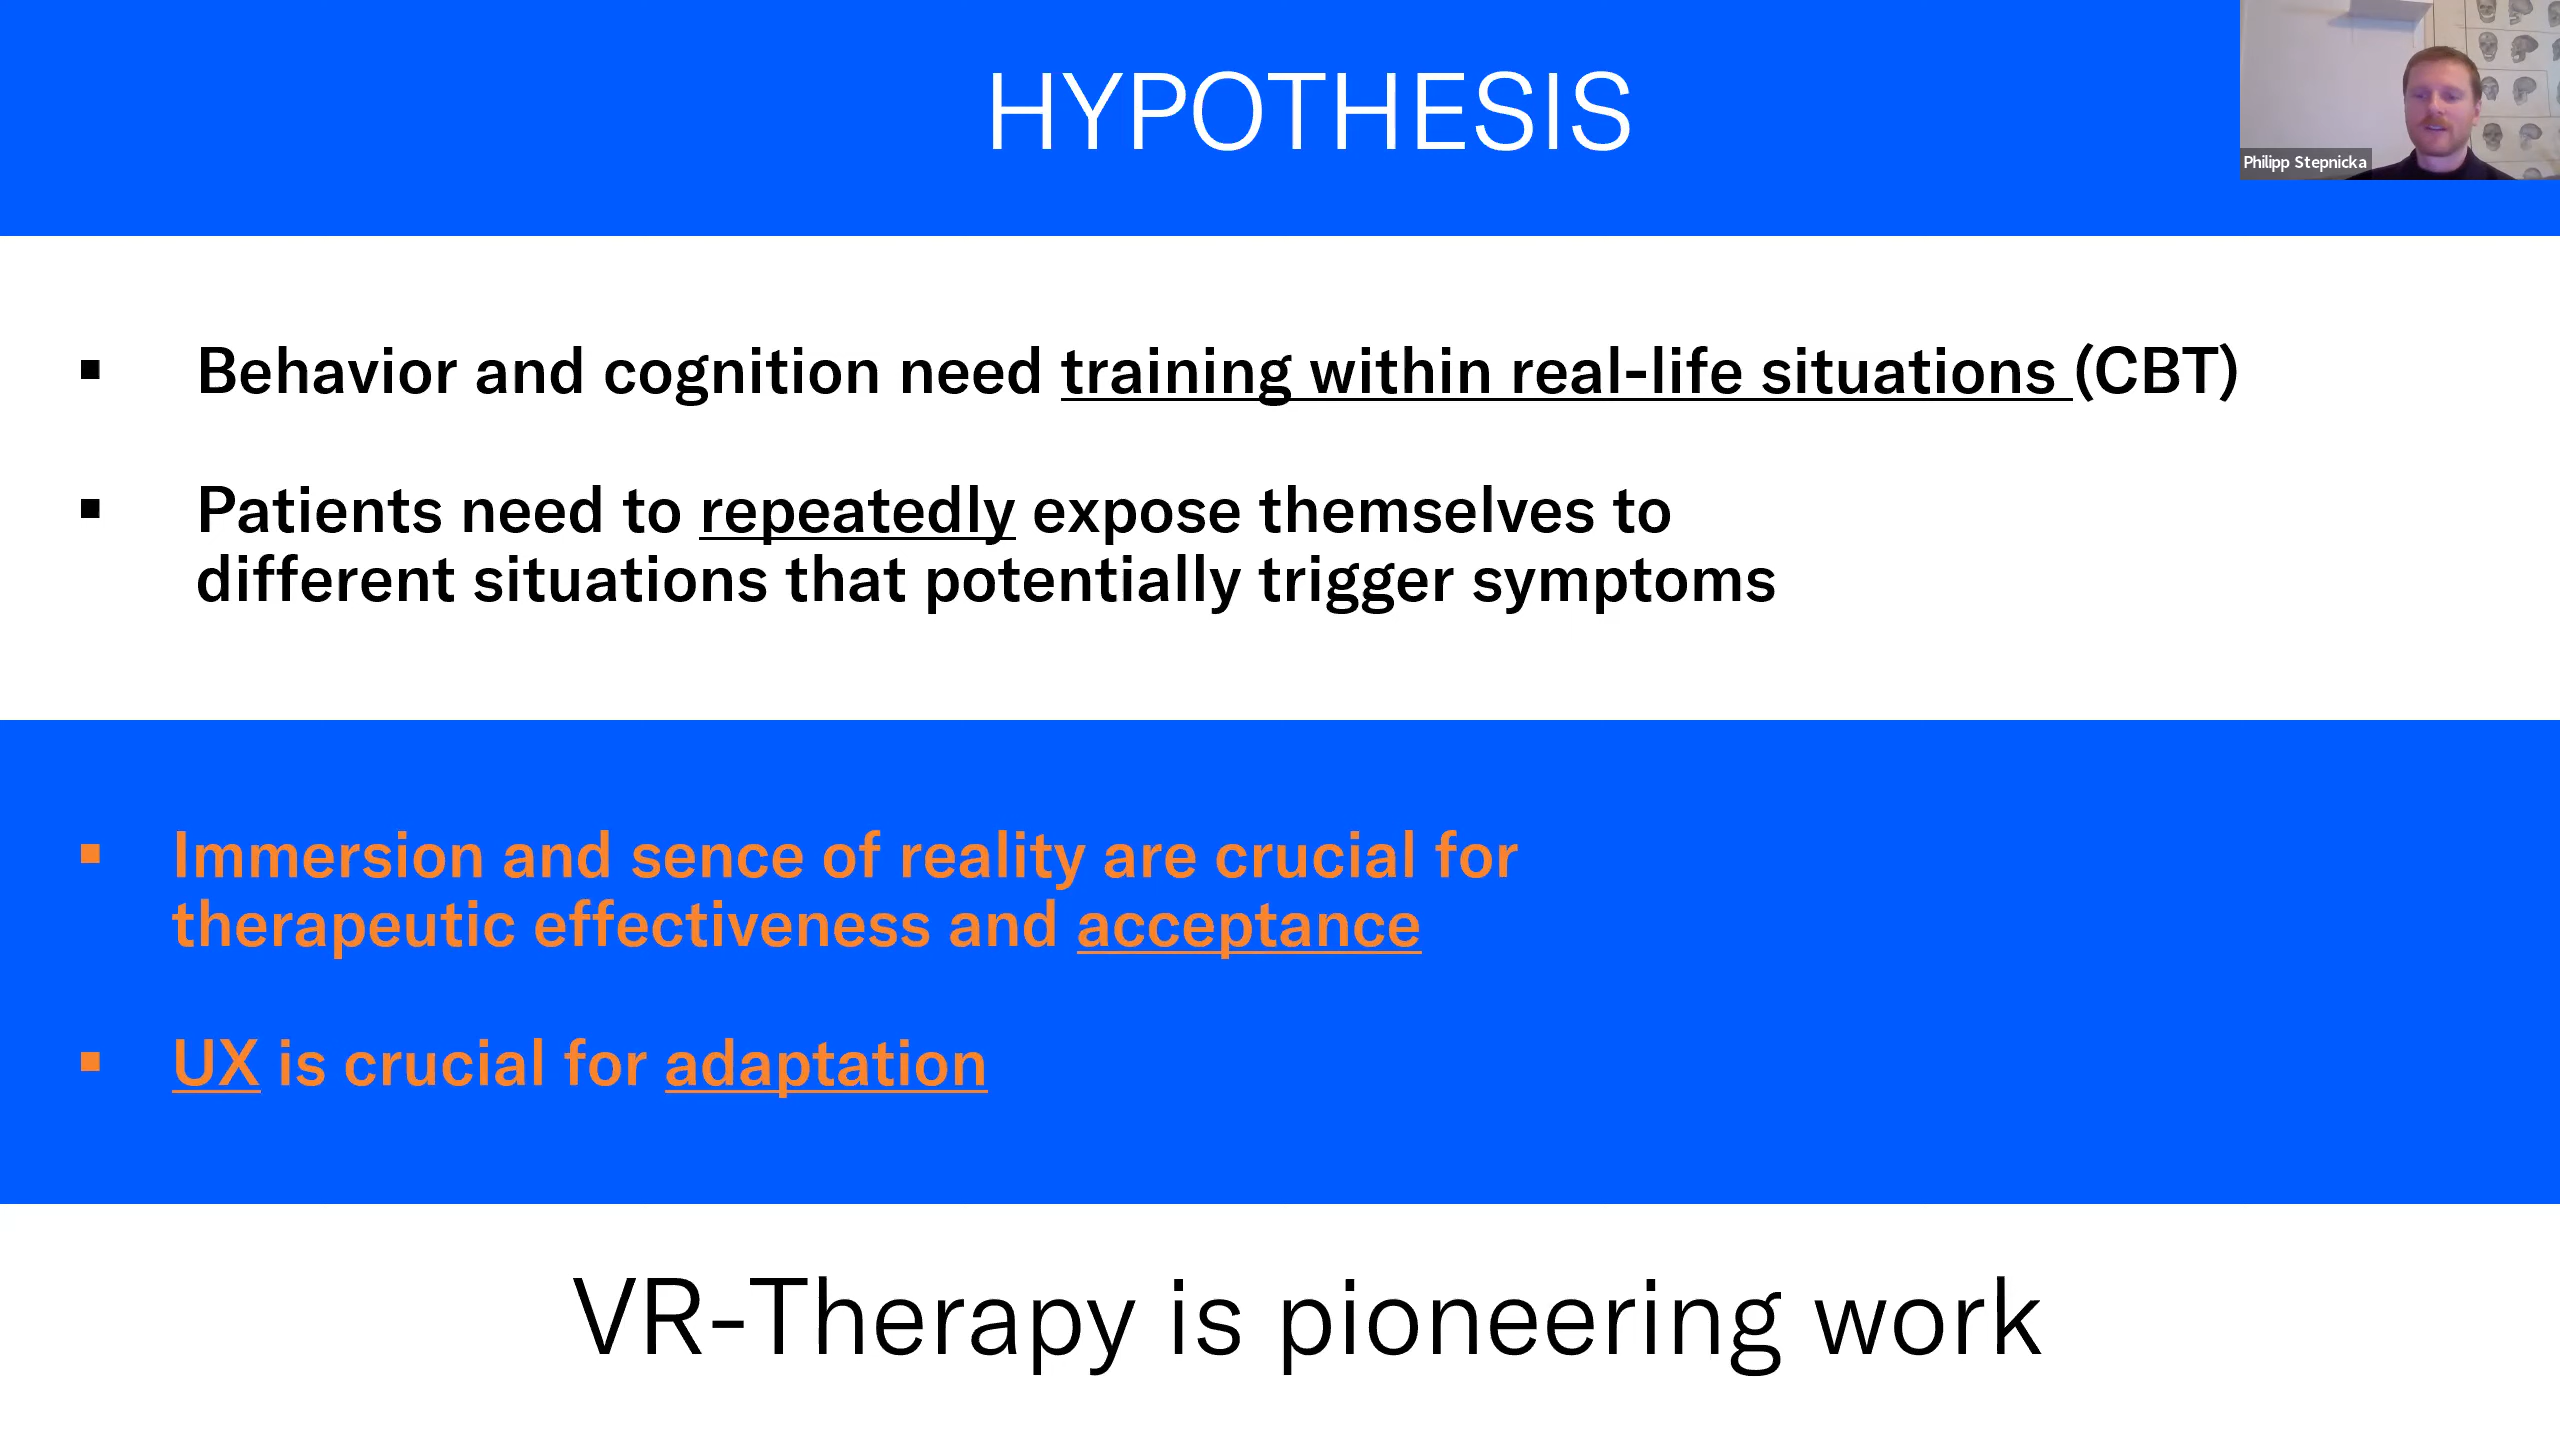 HYPOTHESIS
Philipp Stepnicka
▪ Behavior and cognition need training within real-life situations (CBT)
▪ Patients need to repeatedly expose themselves to
different situations that potentially trigger symptoms
▪ Immersion and sence of reality are crucial for
therapeutic effectiveness and acceptance
▪ UX is crucial for adaptation
VR-Therapy is pioneering work